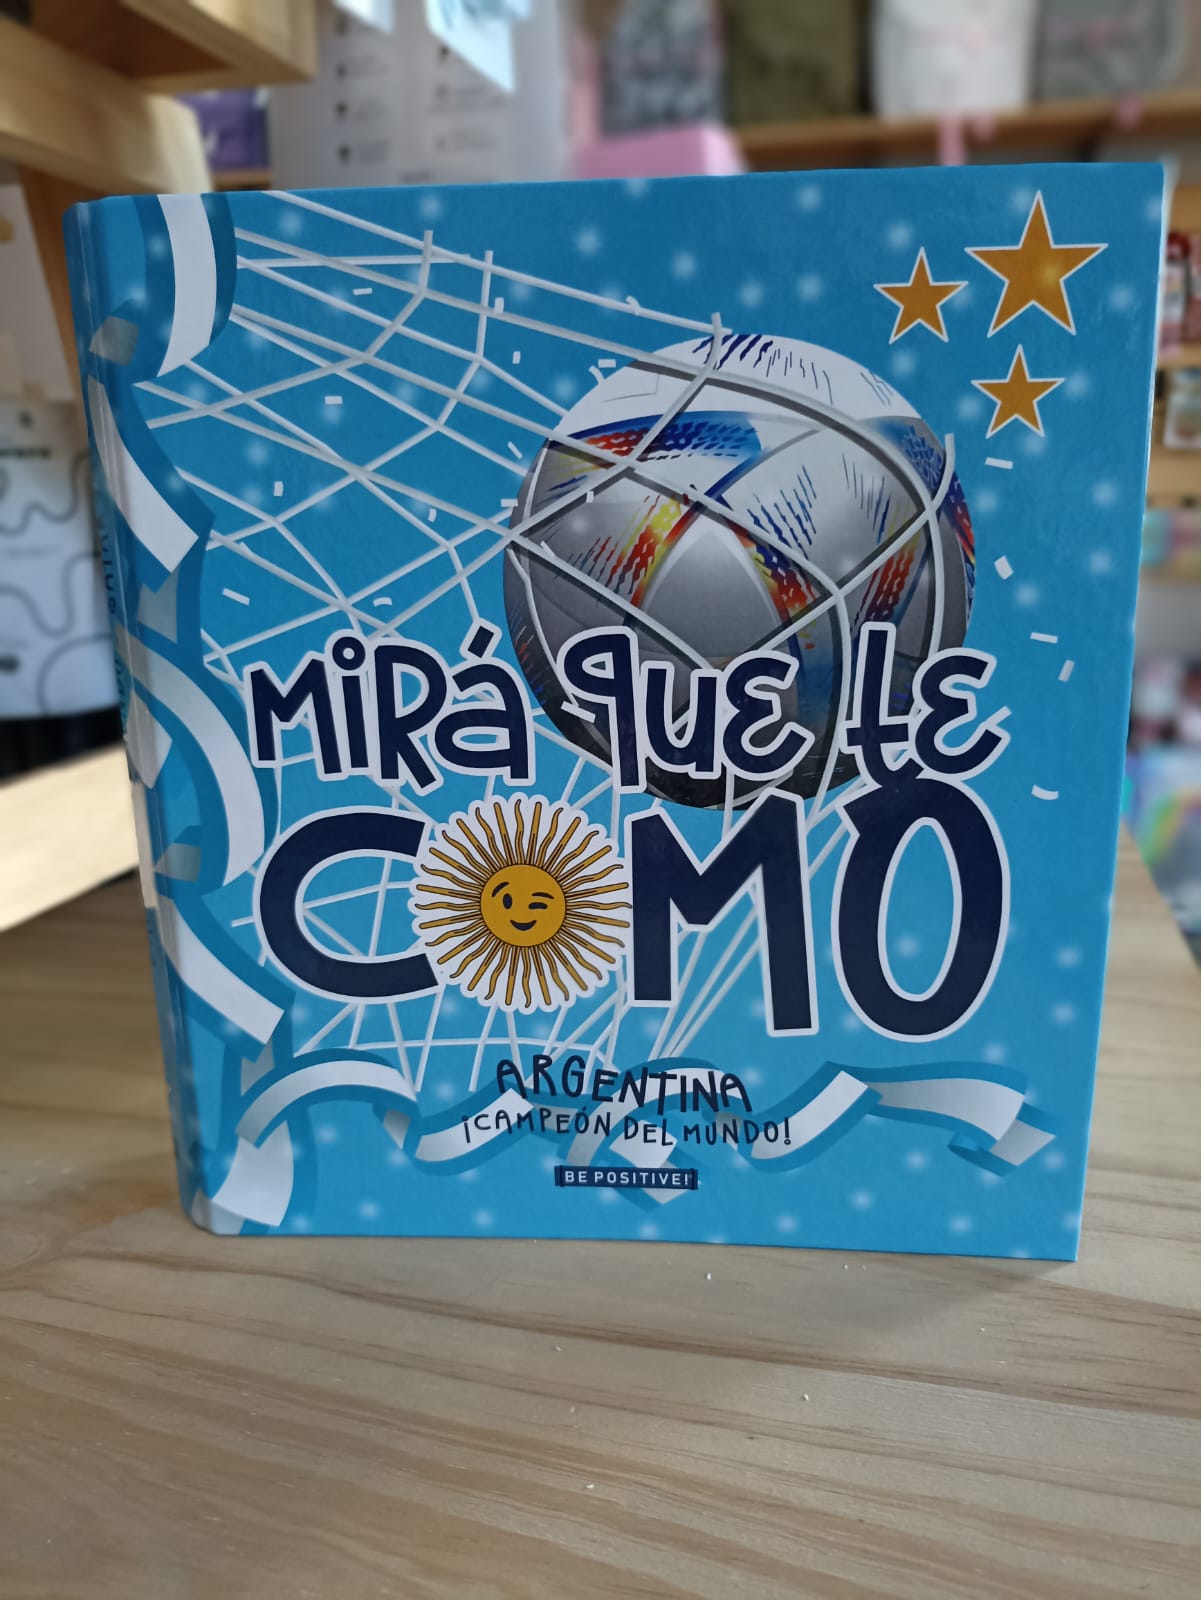 MIRÁ QUE TE
COMO
ARGENTINA
¡CAMPEÓN DEL MUNDO!
BE POSITIVE!